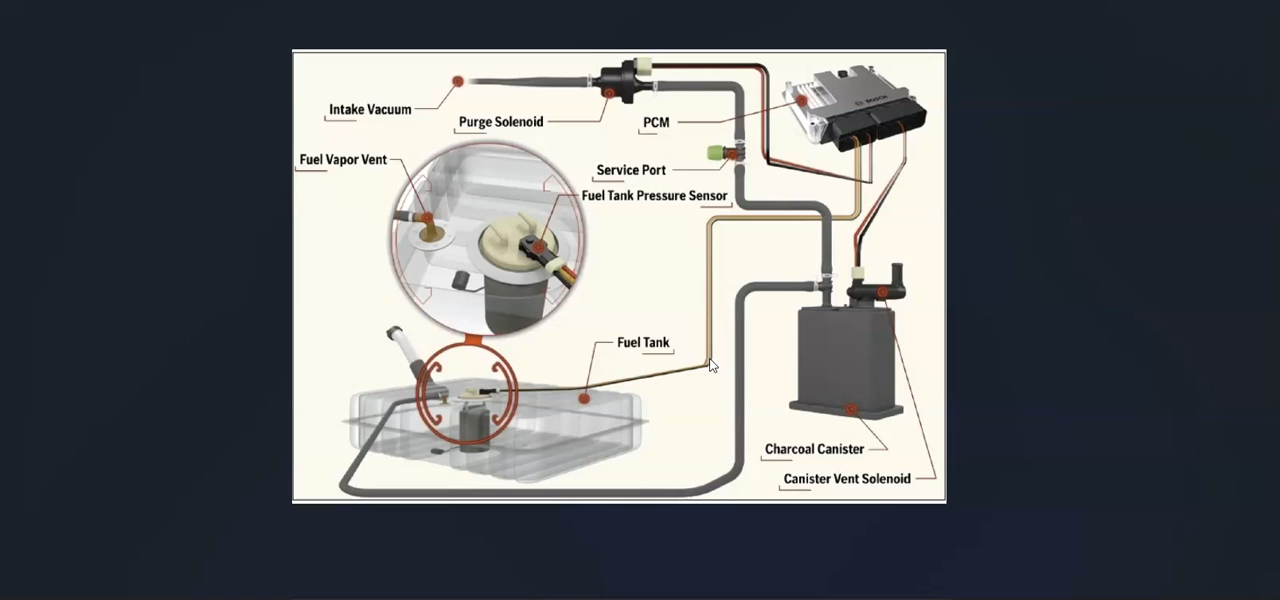 Intake Vacuum
Purge Solenoid
PCM
BOSCH
Fuel Vapor Vent
Service Port
Fuel Tank Pressure Sensor
Fuel Tank
Charcoal Canister
Canister Vent Solenoid